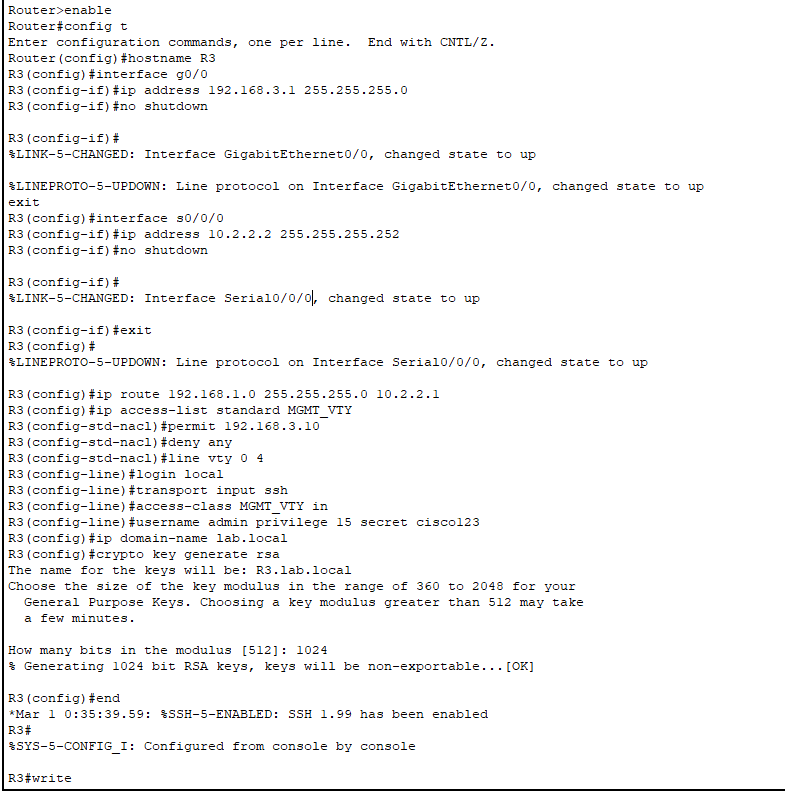 Router>enable
Router#config t
Enter configuration commands, one per line.  End with CNTL/Z.
Router(config)#hostname R3
R3(config)#interface g0/0
R3(config-if)#ip address 192.168.3.1 255.255.255.0
R3(config-if)#no shutdown
R3(config-if)#
%LINK-5-CHANGED: Interface GigabitEthernet0/0, changed state to up
%LINEPROTO-5-UPDOWN: Line protocol on Interface GigabitEthernet0/0, changed state to up
exit
R3(config)#interface s0/0/0
R3(config-if)#ip address 10.2.2.2 255.255.255.252
R3(config-if)#no shutdown
R3(config-if)#
%LINK-5-CHANGED: Interface Serial0/0/0, changed state to up
R3(config-if)#exit
R3(config)#
%LINEPROTO-5-UPDOWN: Line protocol on Interface Serial0/0/0, changed state to up
R3(config)#ip route 192.168.1.0 255.255.255.0 10.2.2.1
R3(config)#ip access-list standard MGMT_VTY
R3(config-std-nacl)#permit 192.168.3.10
R3(config-std-nacl)#deny any
R3(config-std-nacl)#line vty 0 4
R3(config-line)#login local
R3(config-line)#transport input ssh
R3(config-line)#access-class MGMT_VTY in
R3(config-line)#username admin privilege 15 secret cisco123
R3(config)#ip domain-name lab.local
R3(config)#crypto key generate rsa
The name for the keys will be: R3.lab.local
Choose the size of the key modulus in the range of 360 to 2048 for your
  General Purpose Keys. Choosing a key modulus greater than 512 may take
  a few minutes.
How many bits in the modulus [512]: 1024
% Generating 1024 bit RSA keys, keys will be non-exportable...[OK]
R3(config)#end
*Mar 1 0:35:39.59: %SSH-5-ENABLED: SSH 1.99 has been enabled
R3#
%SYS-5-CONFIG_I: Configured from console by console
R3#write